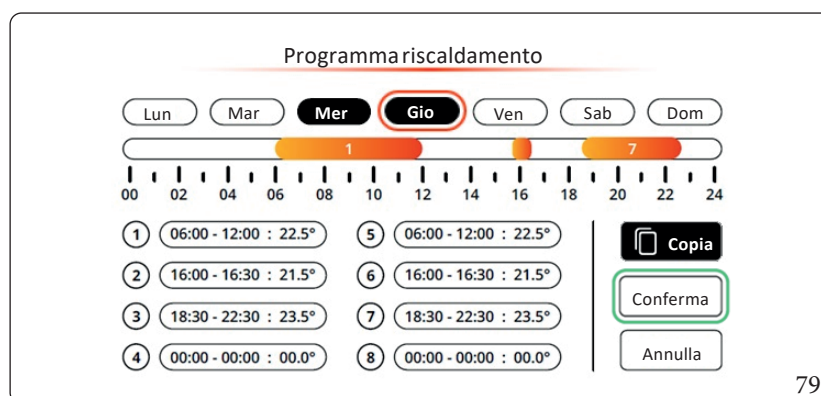 Programma riscaldamento
Lun Mar Mer Gio Ven Sab Dom
1 7
00 02 04 06 08 10 12 14 16 18 20 22 24
1 06:00 - 12:00 : 22.5° 5 06:00 - 12:00 : 22.5° Copia
2 16:00 - 16:30 : 21.5° 6 16:00 - 16:30 : 21.5°
Conferma
3 18:30 - 22:30 : 23.5° 7 18:30 - 22:30 : 23.5°
4 00:00 - 00:00 : 00.0° 8 00:00 - 00:00 : 00.0° Annulla
79